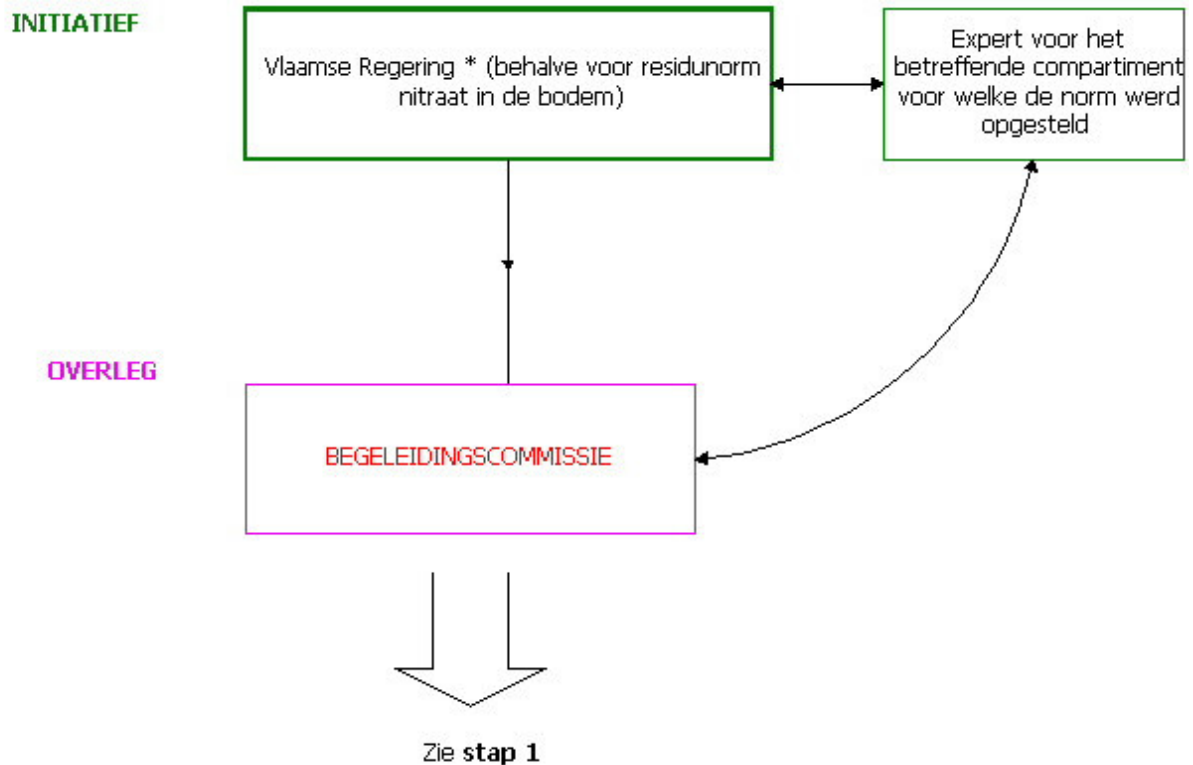 INITIATIEF
Vlaamse Regering * (behalve voor residunorm
nitraat in de bodem)
Expert voor het
betreffende compartiment
voor welke de norm werd
opgesteld
OVERLEG
BEGELEIDINGSCOMMISSIE
Zie stap 1